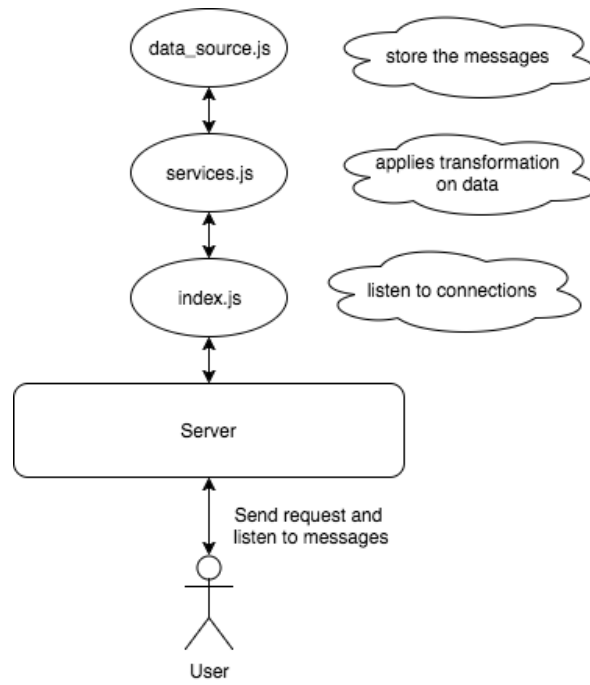 data_source.js
store the messages
services.js
applies transformation
on data
index.js
listen to connections
Server
Send request and
listen to messages
User